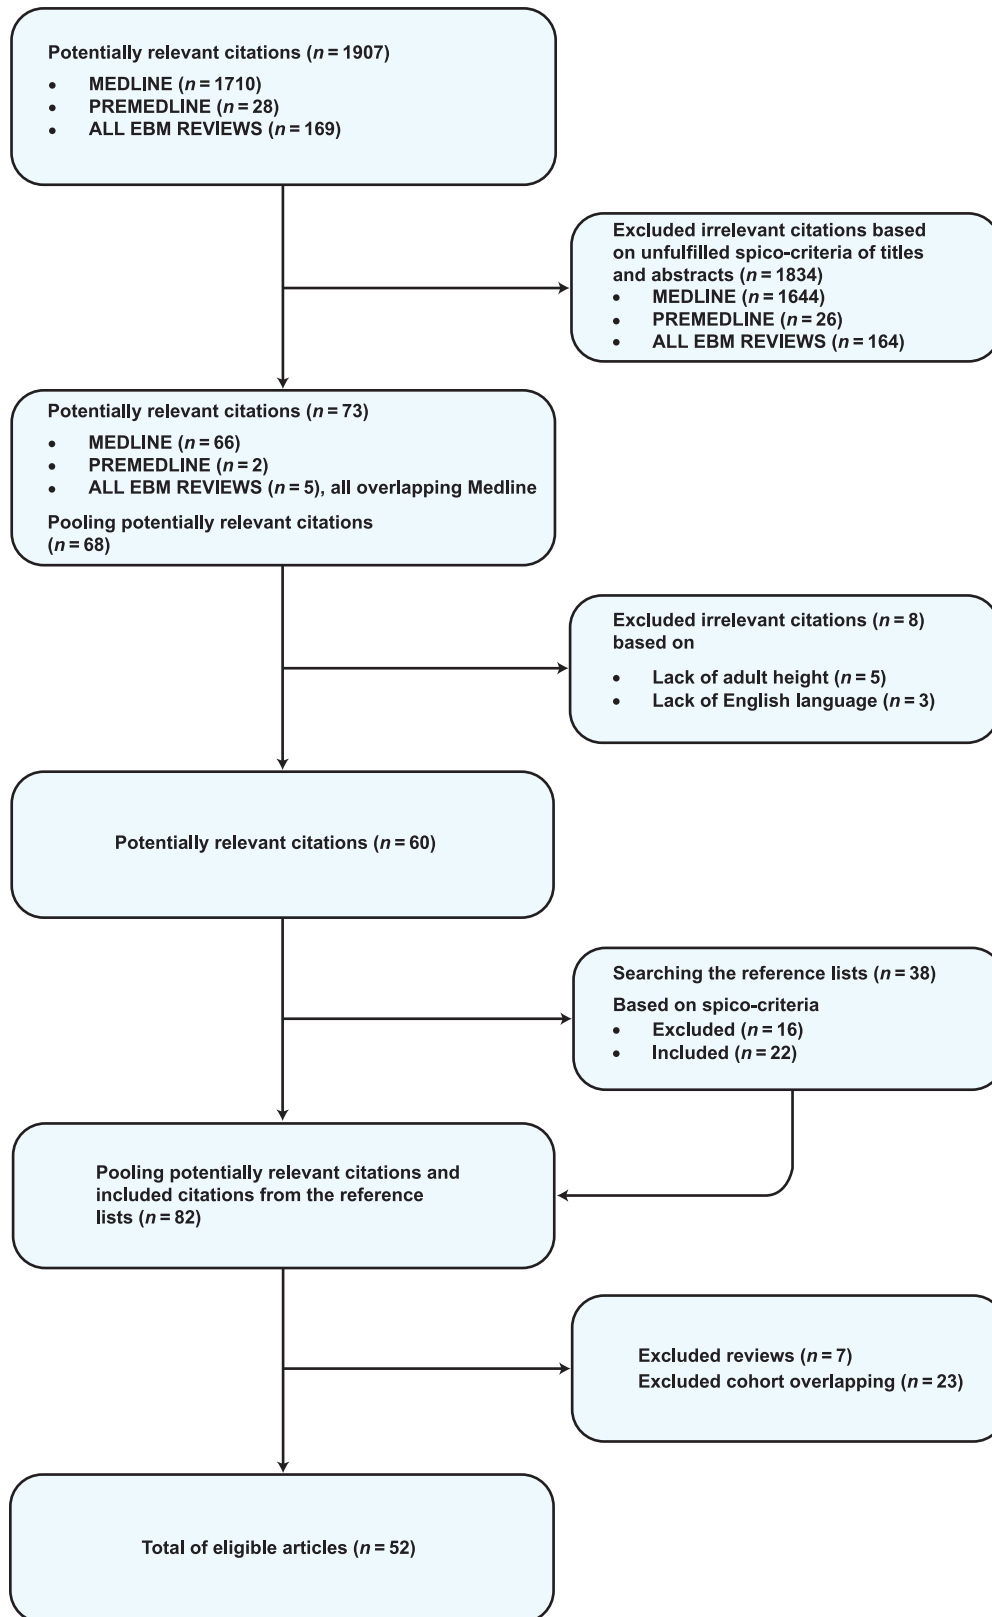 Potentially relevant citations (n = 1907)
• MEDLINE (n = 1710)
• PREMEDLINE (n = 28)
• ALL EBM REVIEWS (n = 169)
Excluded irrelevant citations based
on unfulfilled spico-criteria of titles
and abstracts (n = 1834)
• MEDLINE (n = 1644)
• PREMEDLINE (n = 26)
• ALL EBM REVIEWS (n = 164)
Potentially relevant citations (n = 73)
• MEDLINE (n = 66)
• PREMEDLINE (n = 2)
• ALL EBM REVIEWS (n = 5), all overlapping Medline
Pooling potentially relevant citations
(n = 68)
Excluded irrelevant citations (n = 8)
based on
• Lack of adult height (n = 5)
• Lack of English language (n = 3)
Potentially relevant citations (n = 60)
Searching the reference lists (n = 38)
Based on spico-criteria
• Excluded (n = 16)
• Included (n = 22)
Pooling potentially relevant citations and
included citations from the reference
lists (n = 82)
Excluded reviews (n = 7)
Excluded cohort overlapping (n = 23)
Total of eligible articles (n = 52)